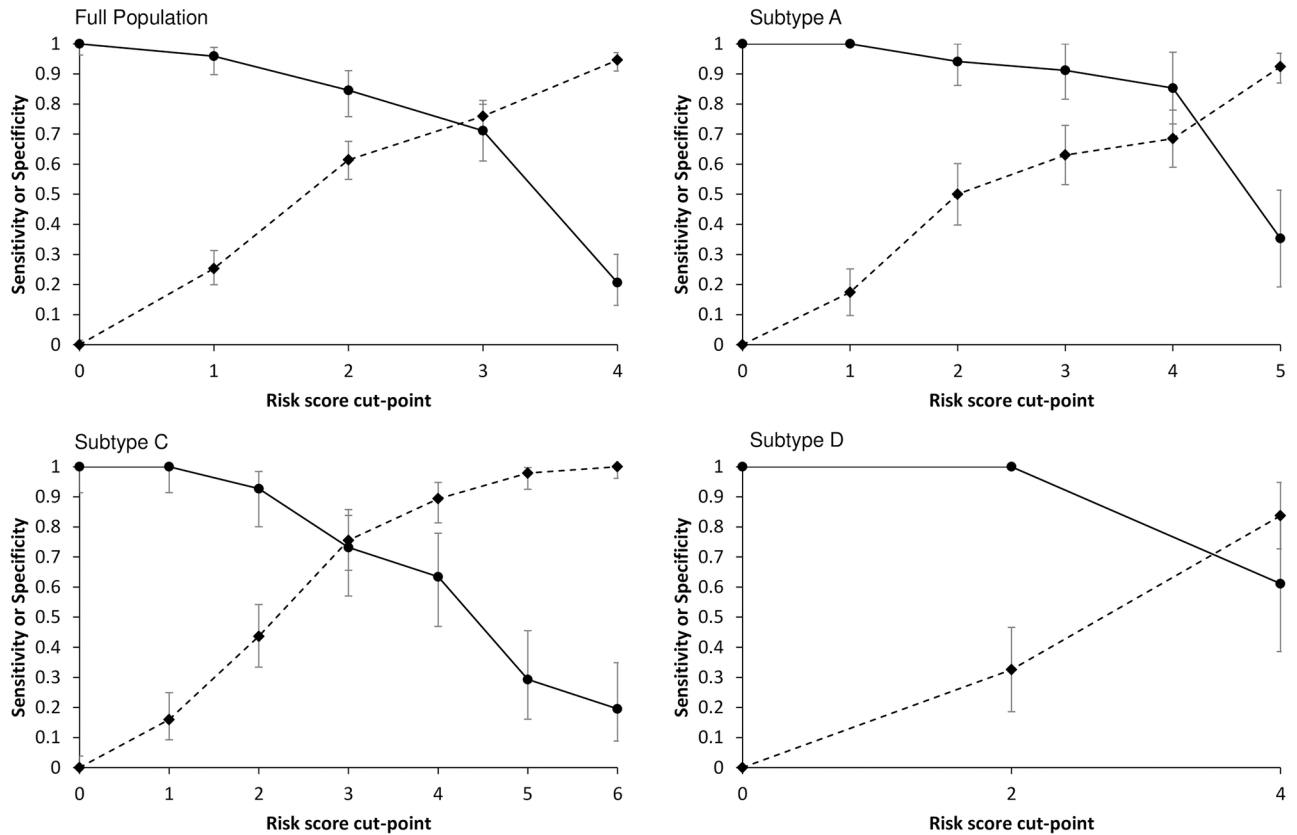 Full Population
Sensitivity or Specificity
1
0.9
0.8
0.7
0.6
0.5
0.4
0.3
0.2
0.1
0
0 1 2 3 4
Risk score cut-point
Subtype A
Sensitivity or Specificity
1
0.9
0.8
0.7
0.6
0.5
0.4
0.3
0.2
0.1
0
0 1 2 3 4 5
Risk score cut-point
Subtype C
Sensitivity or Specificity
1
0.9
0.8
0.7
0.6
0.5
0.4
0.3
0.2
0.1
0
0 1 2 3 4 5 6
Risk score cut-point
Subtype D
Sensitivity or Specificity
1
0.9
0.8
0.7
0.6
0.5
0.4
0.3
0.2
0.1
0
0 2 4
Risk score cut-point